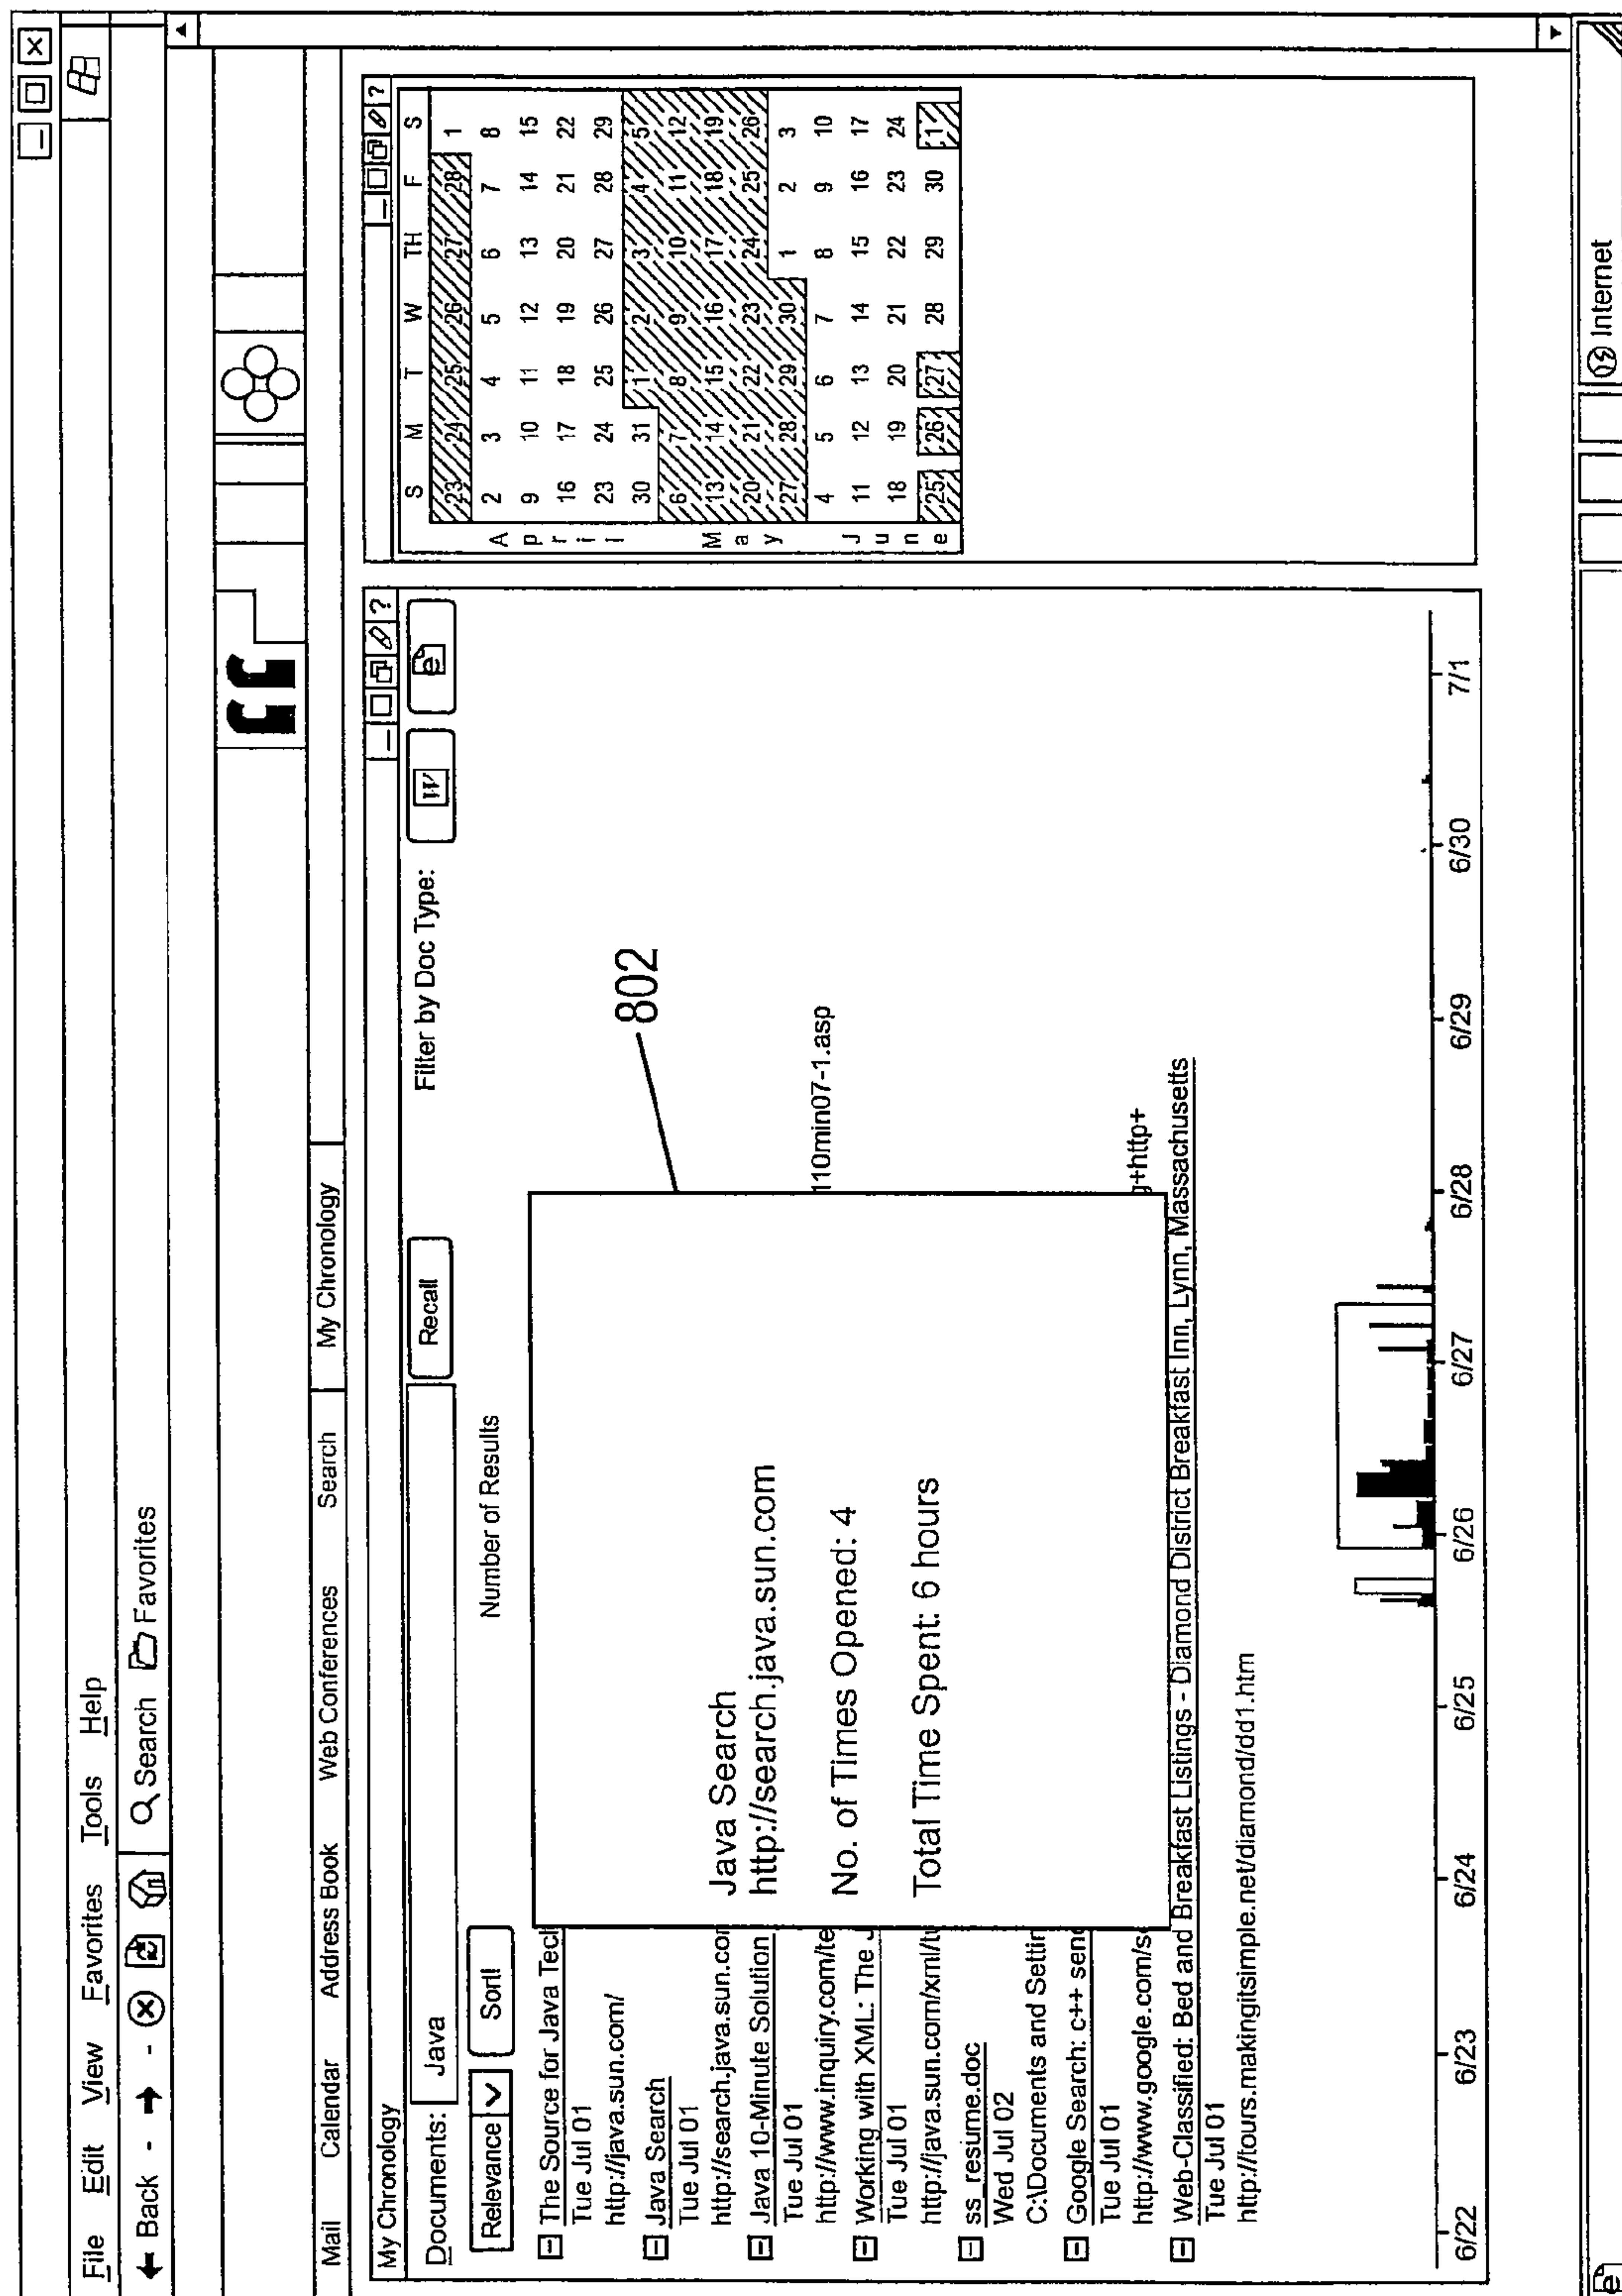 File Edit View Favorites Tools Help
Back Search Favorites
JJ
Mail Calendar Address Book Web Conferences Search My Chronology
My Chronology ?
Documents: Java Recall Filter by Doc Type: W e
Relevance Sort! Number of Results
The Source for Java Tecl
Tue Jul 01
http://java.sun.com/
Java Search
Tue Jul 01
http://search.java.sun.cor
Java 10-Minute Solution
Tue Jul 01
http://www.inquiry.com/te 110min07-1.asp
Working with XML: The J
Tue Jul 01
http://java.sun.com/xml/tu
ss_resume.doc
Wed Jul 02
C:\Documents and Settin
Google Search: c++ send
Tue Jul 01
http://www.google.com/se g+http+
Web-Classified: Bed and Breakfast Listings - Diamond District Breakfast Inn, Lynn, Massachusetts
Tue Jul 01
http://tours.makingitsimple.net/diamond/dd1.htm
Java Search
http://search.java.sun.com
No. of Times Opened: 4
Total Time Spent: 6 hours
802
6/22 6/23 6/24 6/25 6/26 6/27 6/28 6/29 6/30 7/1
?
S M T W TH F S
23 24 25 26 27 28 1
2 3 4 5 6 7 8
9 10 11 12 13 14 15
16 17 18 19 20 21 22
23 24 25 26 27 28 29
30 31 1 2 3 4 5
6 7 8 9 10 11 12
13 14 15 16 17 18 19
20 21 22 23 24 25 26
27 28 29 30 1 2 3
4 5 6 7 8 9 10
11 12 13 14 15 16 17
18 19 20 21 22 23 24
25 26 27 28 29 30 1
April
May
June
Internet